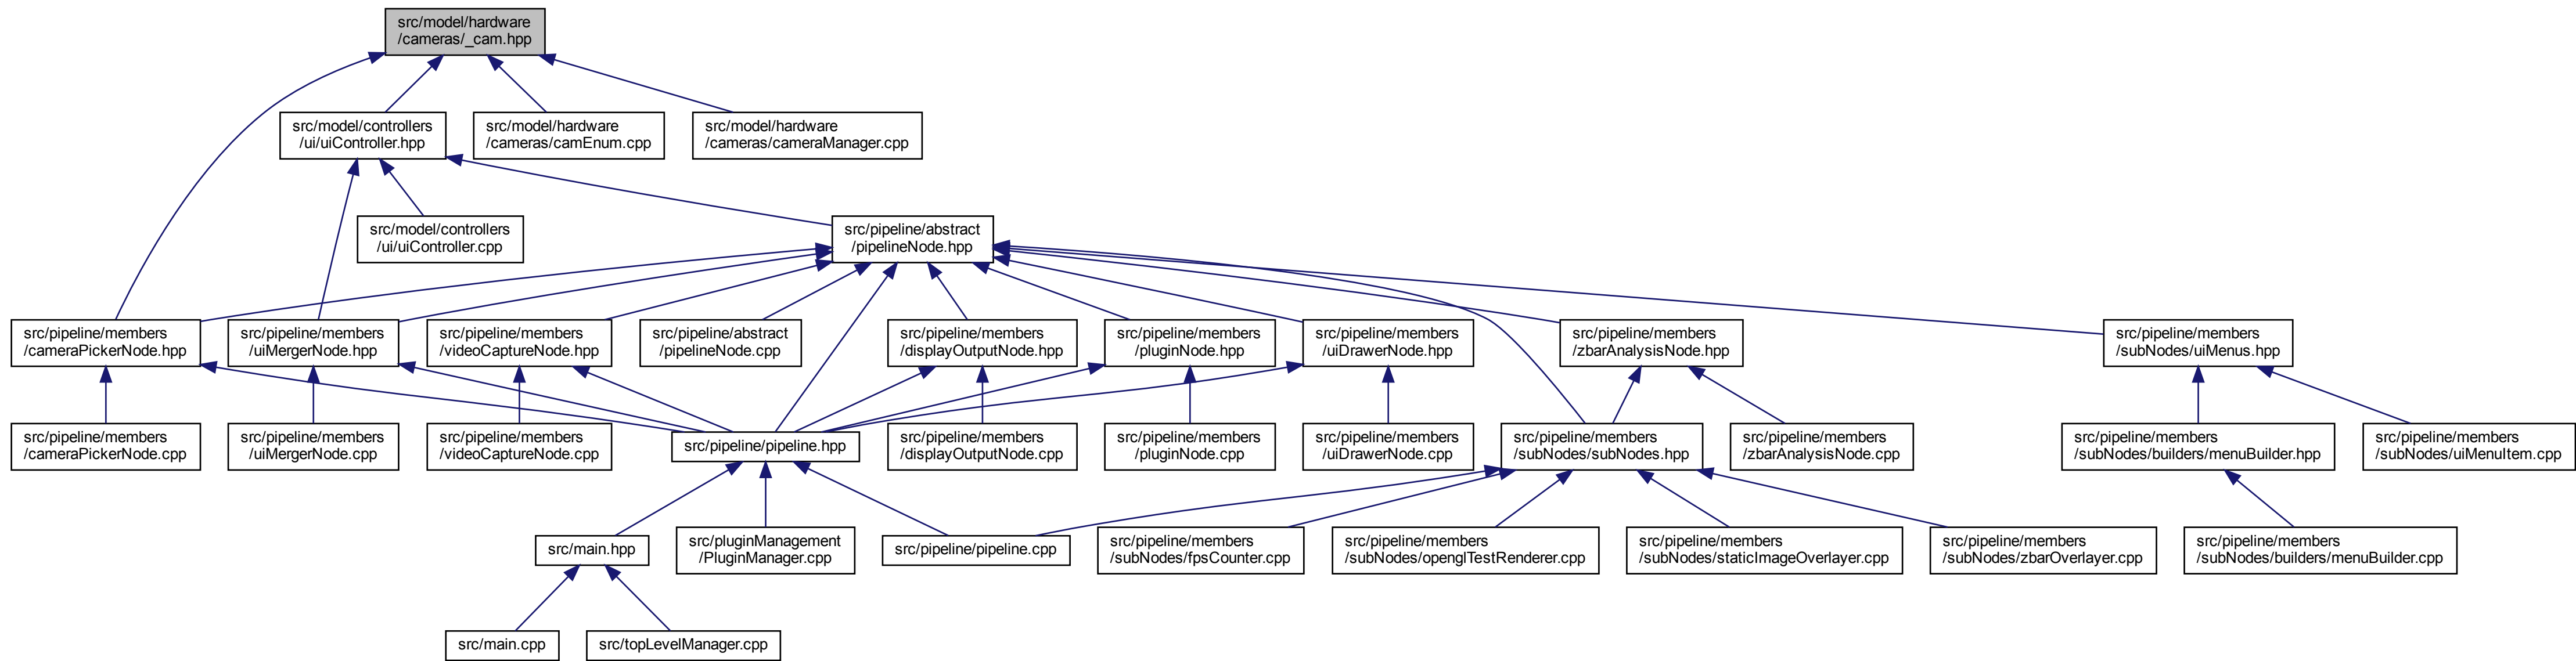 src/model/hardware
/cameras/_cam.hpp
src/model/controllers
/ui/uiController.hpp
src/model/hardware
/cameras/camEnum.cpp
src/model/hardware
/cameras/cameraManager.cpp
src/model/controllers
/ui/uiController.cpp
src/pipeline/abstract
/pipelineNode.hpp
src/pipeline/members
/cameraPickerNode.hpp
src/pipeline/members
/uiMergerNode.hpp
src/pipeline/members
/videoCaptureNode.hpp
src/pipeline/abstract
/pipelineNode.cpp
src/pipeline/members
/displayOutputNode.hpp
src/pipeline/members
/pluginNode.hpp
src/pipeline/members
/uiDrawerNode.hpp
src/pipeline/members
/zbarAnalysisNode.hpp
src/pipeline/members
/subNodes/uiMenus.hpp
src/pipeline/members
/cameraPickerNode.cpp
src/pipeline/members
/uiMergerNode.cpp
src/pipeline/members
/videoCaptureNode.cpp
src/pipeline/pipeline.hpp
src/pipeline/members
/displayOutputNode.cpp
src/pipeline/members
/pluginNode.cpp
src/pipeline/members
/uiDrawerNode.cpp
src/pipeline/members
/subNodes/subNodes.hpp
src/pipeline/members
/zbarAnalysisNode.cpp
src/pipeline/members
/subNodes/builders/menuBuilder.hpp
src/pipeline/members
/subNodes/uiMenuItem.cpp
src/main.hpp
src/pluginManagement
/PluginManager.cpp
src/pipeline/pipeline.cpp
src/pipeline/members
/subNodes/fpsCounter.cpp
src/pipeline/members
/subNodes/openglTestRenderer.cpp
src/pipeline/members
/subNodes/staticImageOverlayer.cpp
src/pipeline/members
/subNodes/zbarOverlayer.cpp
src/pipeline/members
/subNodes/builders/menuBuilder.cpp
src/main.cpp
src/topLevelManager.cpp